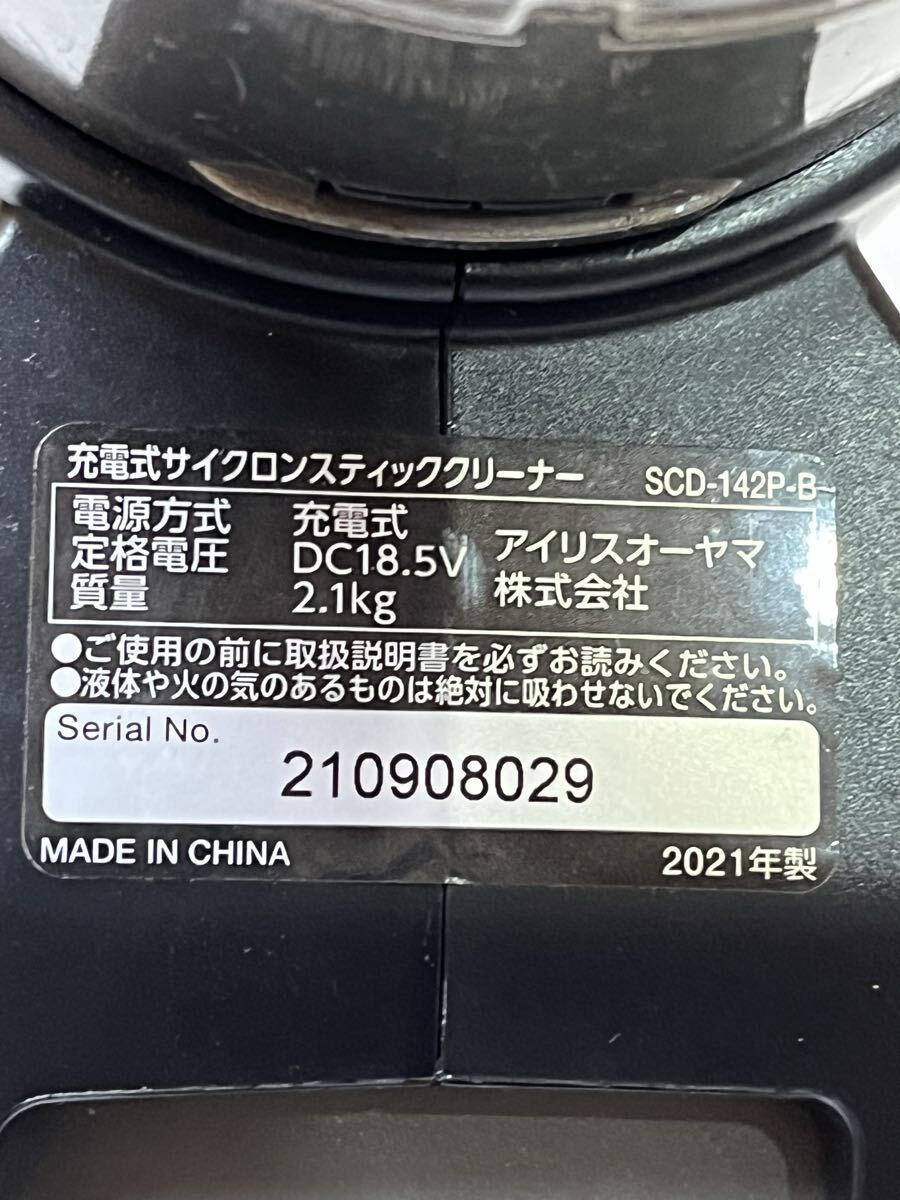 充電式サイクロンスティッククリーナー SCD-142P-B
電源方式 充電式
定格電圧 DC18.5V アイリスオーヤマ
質量 2.1kg 株式会社
●ご使用の前に取扱説明書を必ずお読みください。
●液体や火の気のあるものは絶対に吸わせないでください。
Serial No.
210908029
MADE IN CHINA 2021年製